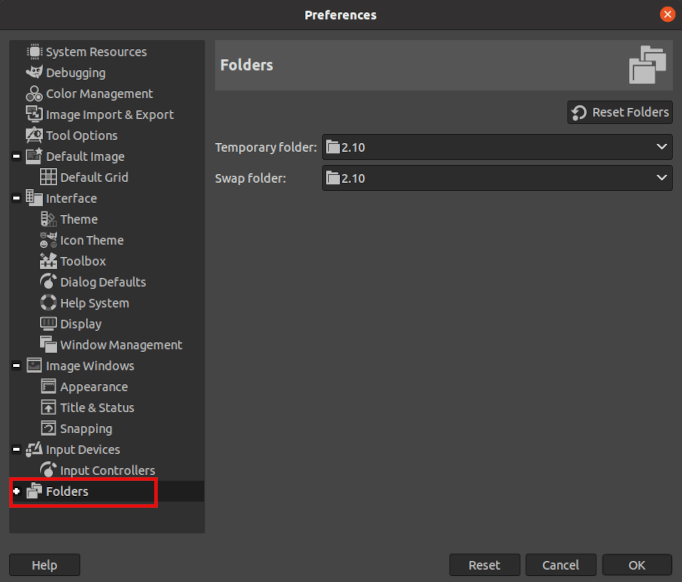 Preferences
System Resources
Debugging
Color Management
Image Import & Export
Tool Options
Default Image
Default Grid
Interface
Theme
Icon Theme
Toolbox
Dialog Defaults
Help System
Display
Window Management
Image Windows
Appearance
Title & Status
Snapping
Input Devices
Input Controllers
Folders
Folders
Reset Folders
Temporary folder: 2.10
Swap folder: 2.10
Help Reset Cancel OK